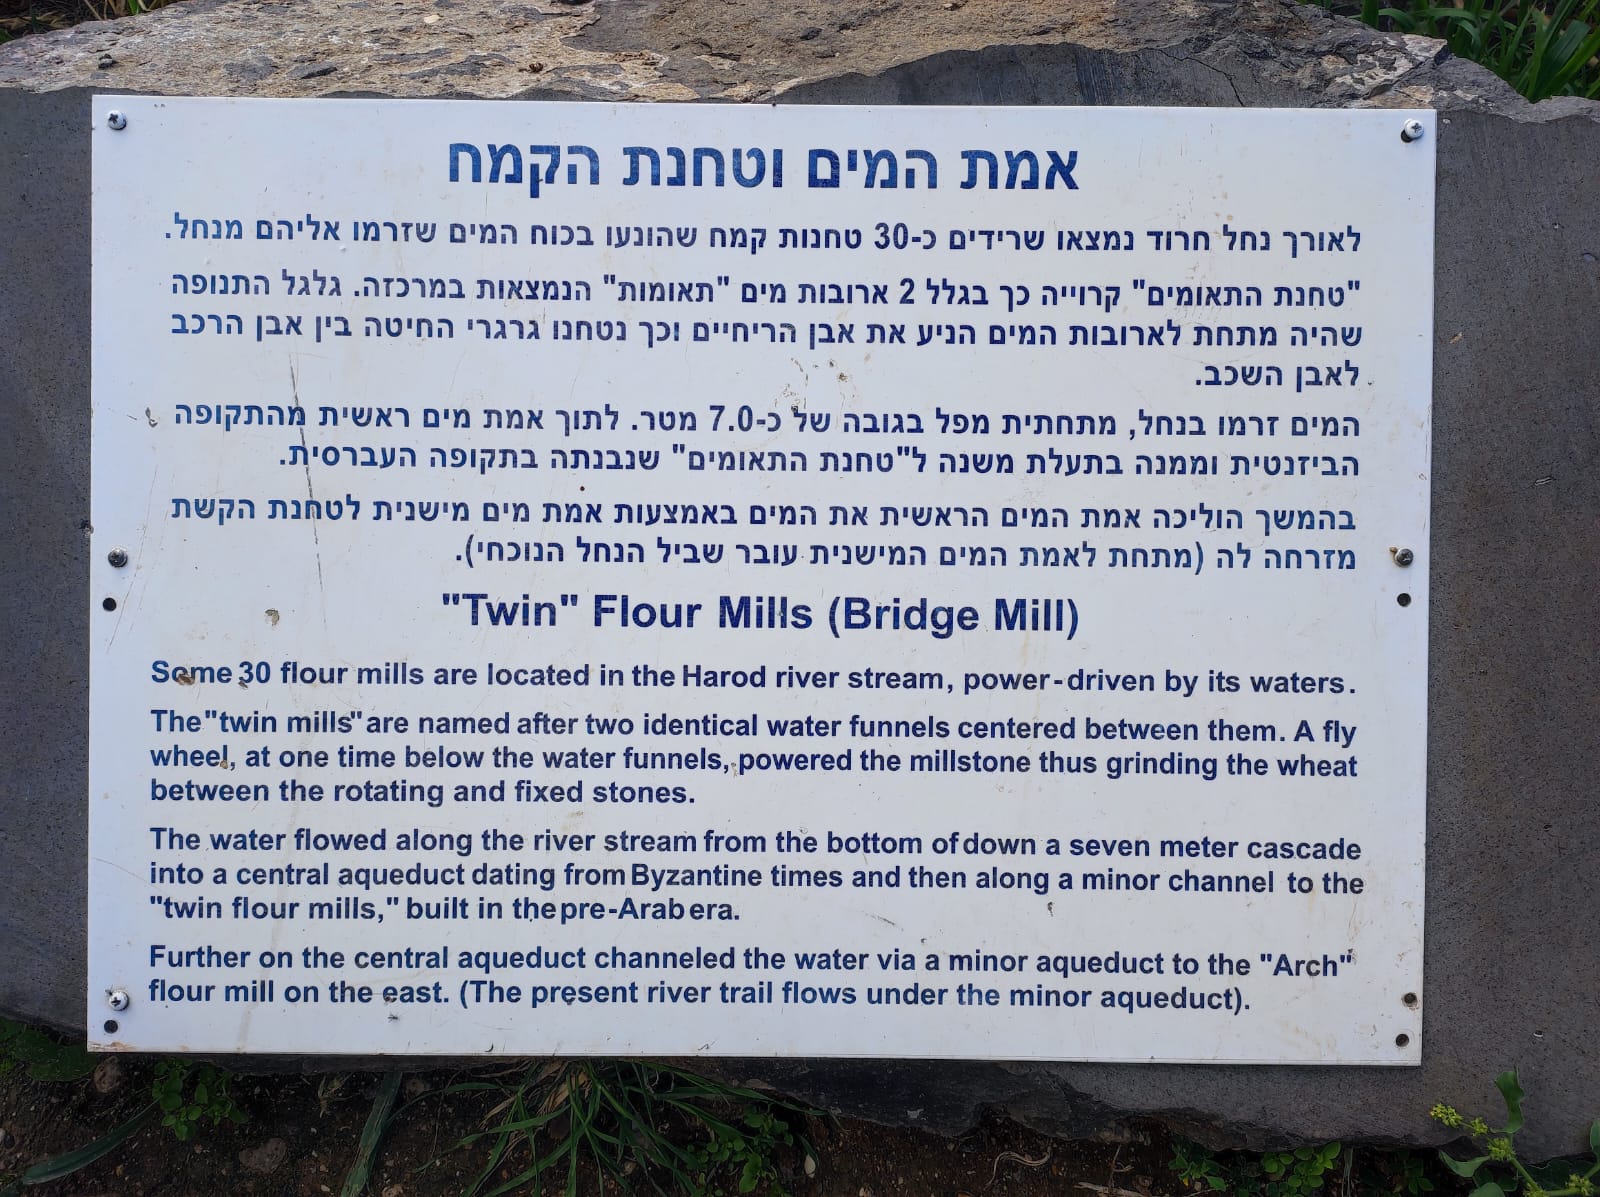 אמת המים וטחנת הקמח
לאורך נחל חרוד נמצאו שרידים כ-30 טחנות קמח שהונעו בכוח המים שזרמו אליהם מנחל.
"טחנת התאומים" קרוייה כך בגלל 2 ארובות מים "תאומות" הנמצאות במרכזה. גלגל התנופה
שהיה מתחת לארובות המים הניע את אבן הריחיים וכך נטחנו גרגרי החיטה בין אבן הרכב
לאבן השכב.
המים זרמו בנחל, מתחתית מפל בגובה של כ-7.0 מטר. לתוך אמת מים ראשית מהתקופה
הביזנטית וממנה בתעלת משנה ל"טחנת התאומים" שנבנתה בתקופה העברסית.
בהמשך הוליכה אמת המים הראשית את המים באמצעות אמת מים מישנית לטחנת הקשת
מזרחה לה (מתחת לאמת המים המישנית עובר שביל הנחל הנוכחי).
"Twin" Flour Mills (Bridge Mill)
Some 30 flour mills are located in the Harod river stream, power-driven by its waters.
The "twin mills" are named after two identical water funnels centered between them. A fly
wheel, at one time below the water funnels, powered the millstone thus grinding the wheat
between the rotating and fixed stones.
The water flowed along the river stream from the bottom of down a seven meter cascade
into a central aqueduct dating from Byzantine times and then along a minor channel to the
"twin flour mills," built in the pre-Arab era.
Further on the central aqueduct channeled the water via a minor aqueduct to the "Arch"
flour mill on the east. (The present river trail flows under the minor aqueduct).